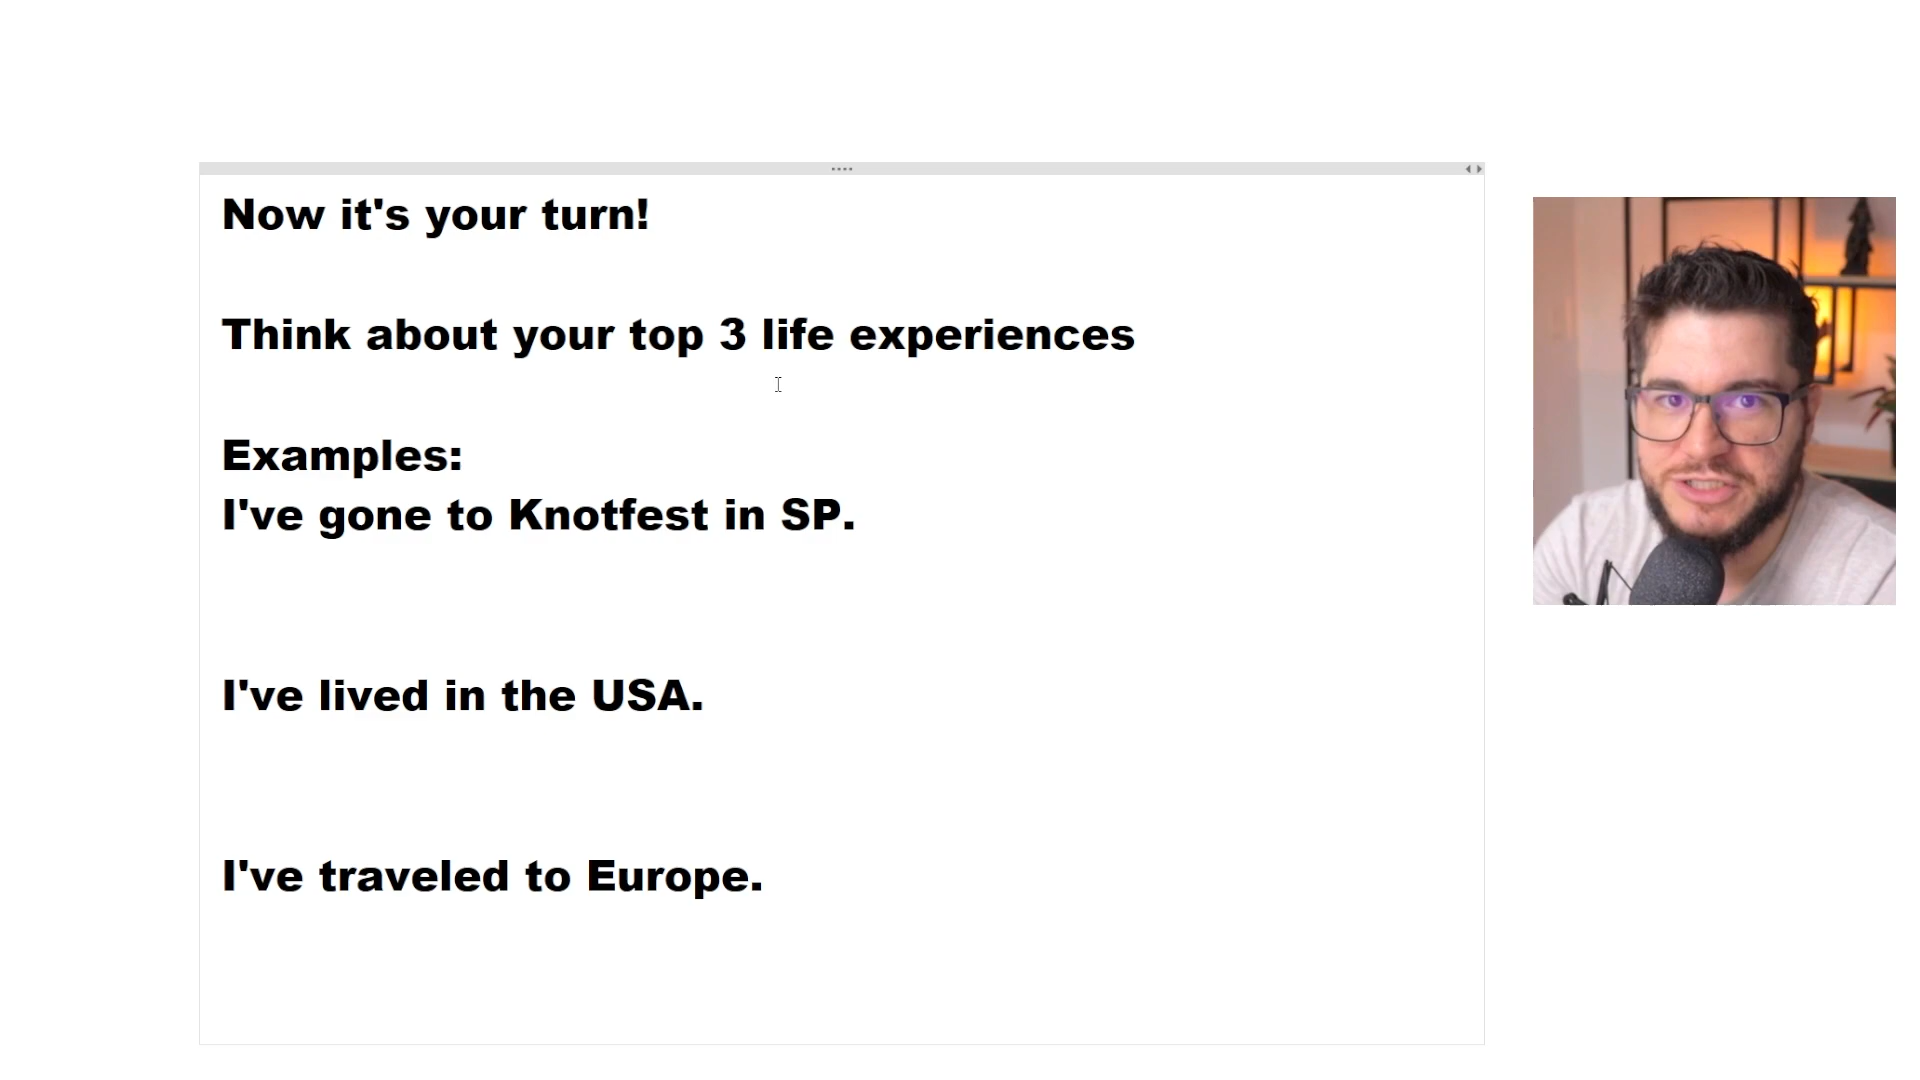 Now it's your turn!
Think about your top 3 life experiences
Examples:
I've gone to Knotfest in SP.
I've lived in the USA.
I've traveled to Europe.